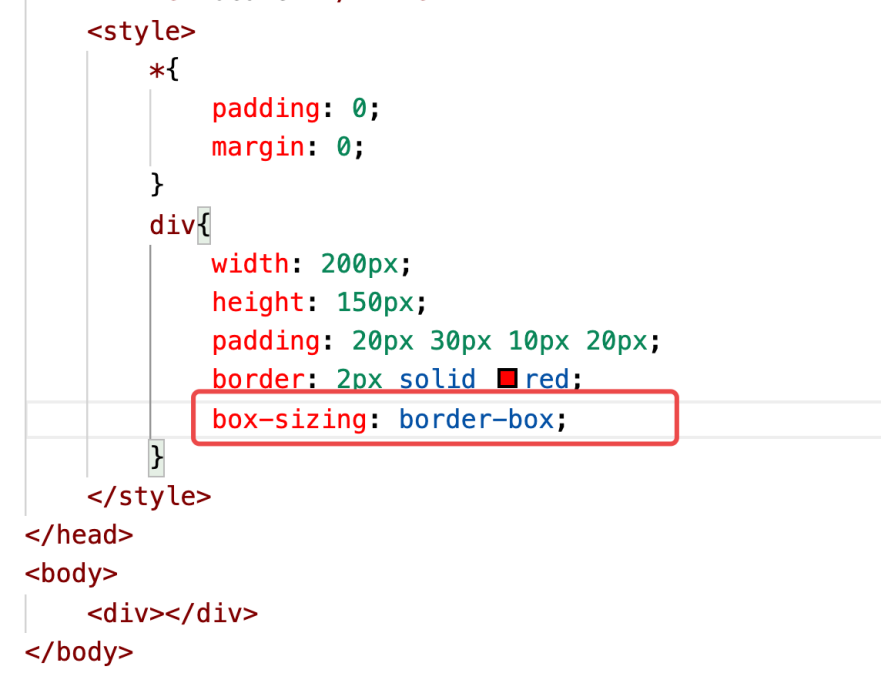 <style>
*{
padding: 0;
margin: 0;
}
div{
width: 200px;
height: 150px;
padding: 20px 30px 10px 20px;
border: 2px solid red;
box-sizing: border-box;
}
</style>
</head>
<body>
<div></div>
</body>